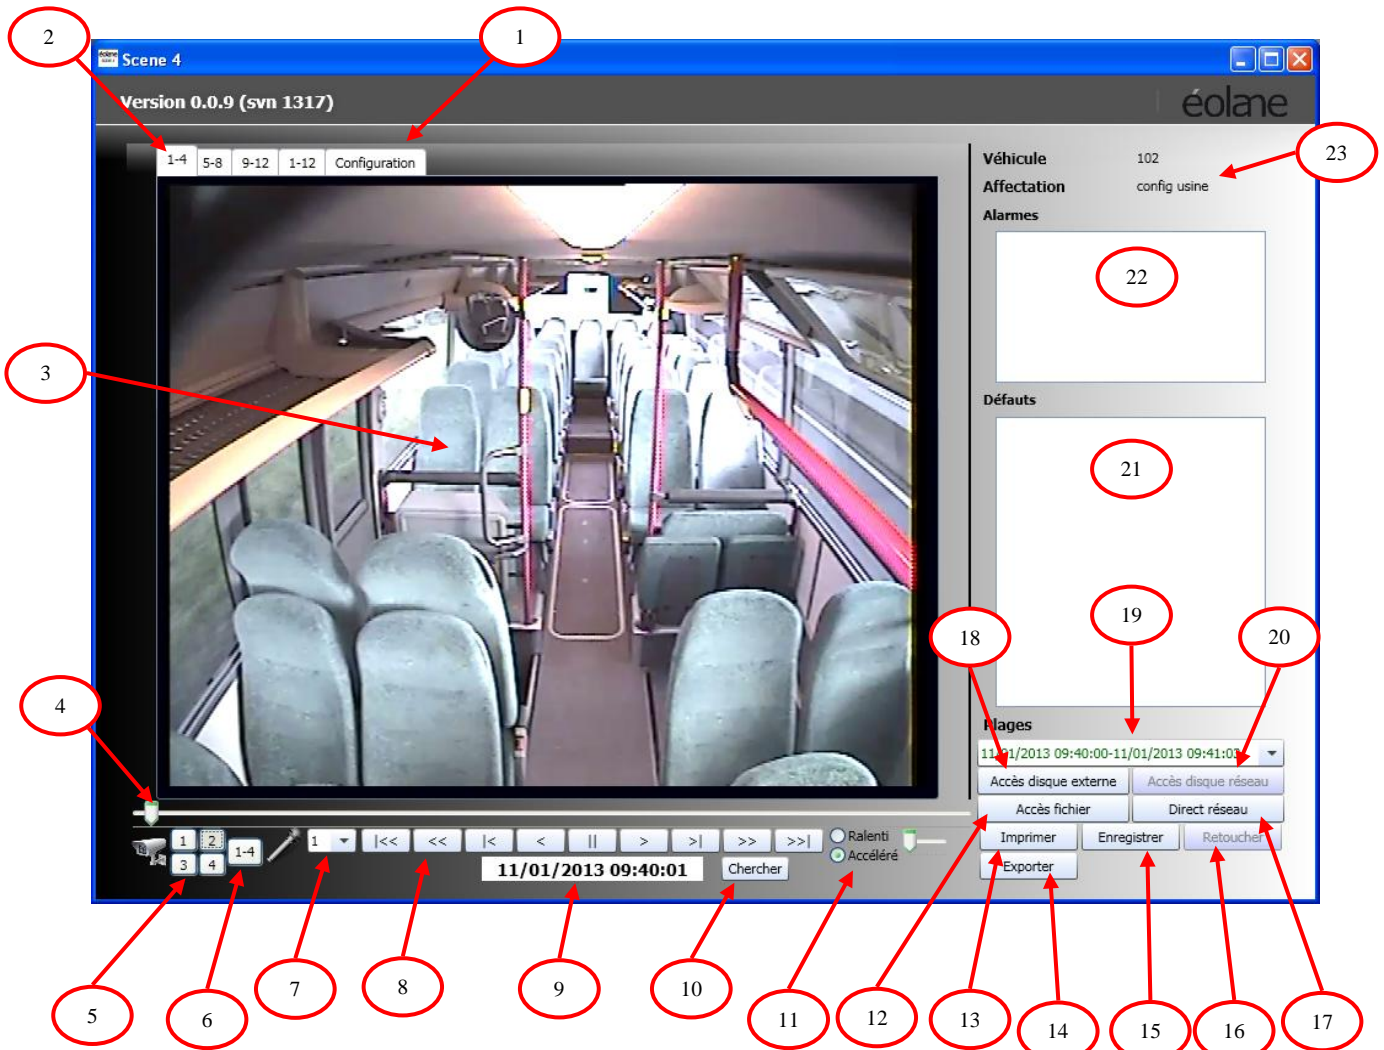 2
1
Scene 4
Version 0.0.9 (svn 1317)
éolane
1-4
5-8
9-12
1-12
Configuration
Véhicule
102
23
Affectation
config usine
Alarmes
22
3
Défauts
21
19
18
20
4
Plages
11/01/2013 09:40:00-11/01/2013 09:41:03
Accès disque externe
Accès disque réseau
Accès fichier
Direct réseau
1
2
3
4
1-4
1
|<<
<<
|<
<
||
>
>|
>>
>>|
Ralenti
Accéléré
Imprimer
Enregistrer
Retoucher
11/01/2013 09:40:01
Chercher
Exporter
5
6
7
8
9
10
11
12
13
14
15
16
17